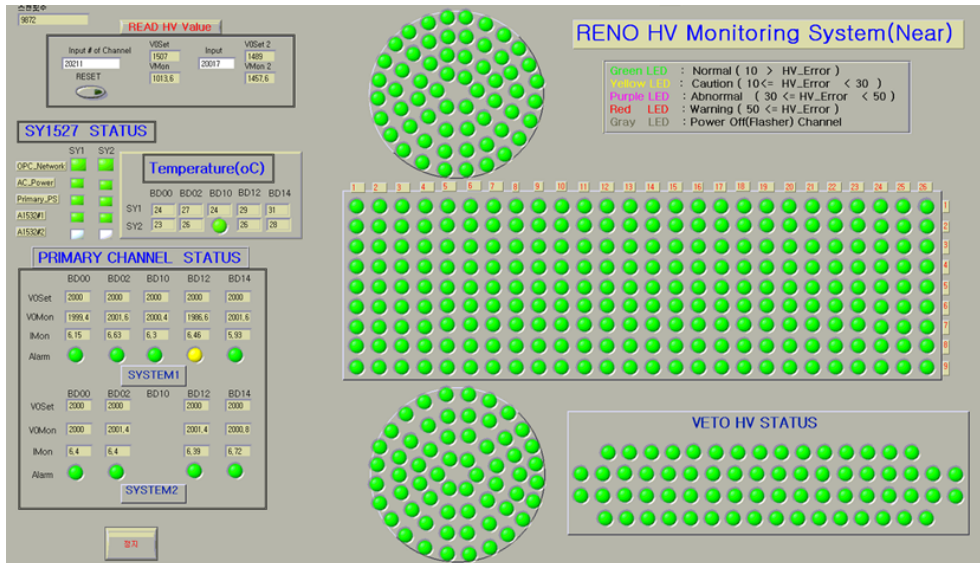 스캔횟수
9872
READ HV Value
Input # of Channel
20211
RESET
V0Set
1507
VMon
1013,6
Input
20017
V0Set 2
1489
VMon 2
1457,6
RENO HV Monitoring System(Near)
Green LED : Normal ( 10 > HV_Error )
Yellow LED : Caution ( 10<= HV_Error < 30 )
Purple LED : Abnormal ( 30 <= HV_Error < 50 )
Red LED : Warning ( 50 <= HV_Error )
Gray LED : Power Off(Flasher) Channel
SY1527 STATUS
SY1 SY2
OPC_Network
AC_Power
Primary_PS
A1532#1
A1532#2
Temperature(oC)
BD00 BD02 BD10 BD12 BD14
SY1 24 27 24 29 31
SY2 23 26 26 28
PRIMARY CHANNEL STATUS
BD00 BD02 BD10 BD12 BD14
V0Set 2000 2000 2000 2000 2000
V0Mon 1999,4 2001,6 2000,4 1986,6 2001,6
IMon 6,15 6,63 6,3 6,46 5,93
Alarm
SYSTEM1
BD00 BD02 BD10 BD12 BD14
V0Set 2000 2000 2000 2000
V0Mon 2000 2001,4 2001,4 2000,8
IMon 6,4 6,4 6,39 6,72
Alarm
SYSTEM2
정지
1 2 3 4 5 6 7 8 9 10 11 12 13 14 15 16 17 18 19 20 21 22 23 24 25 26
1
2
3
4
5
6
7
8
9
VETO HV STATUS